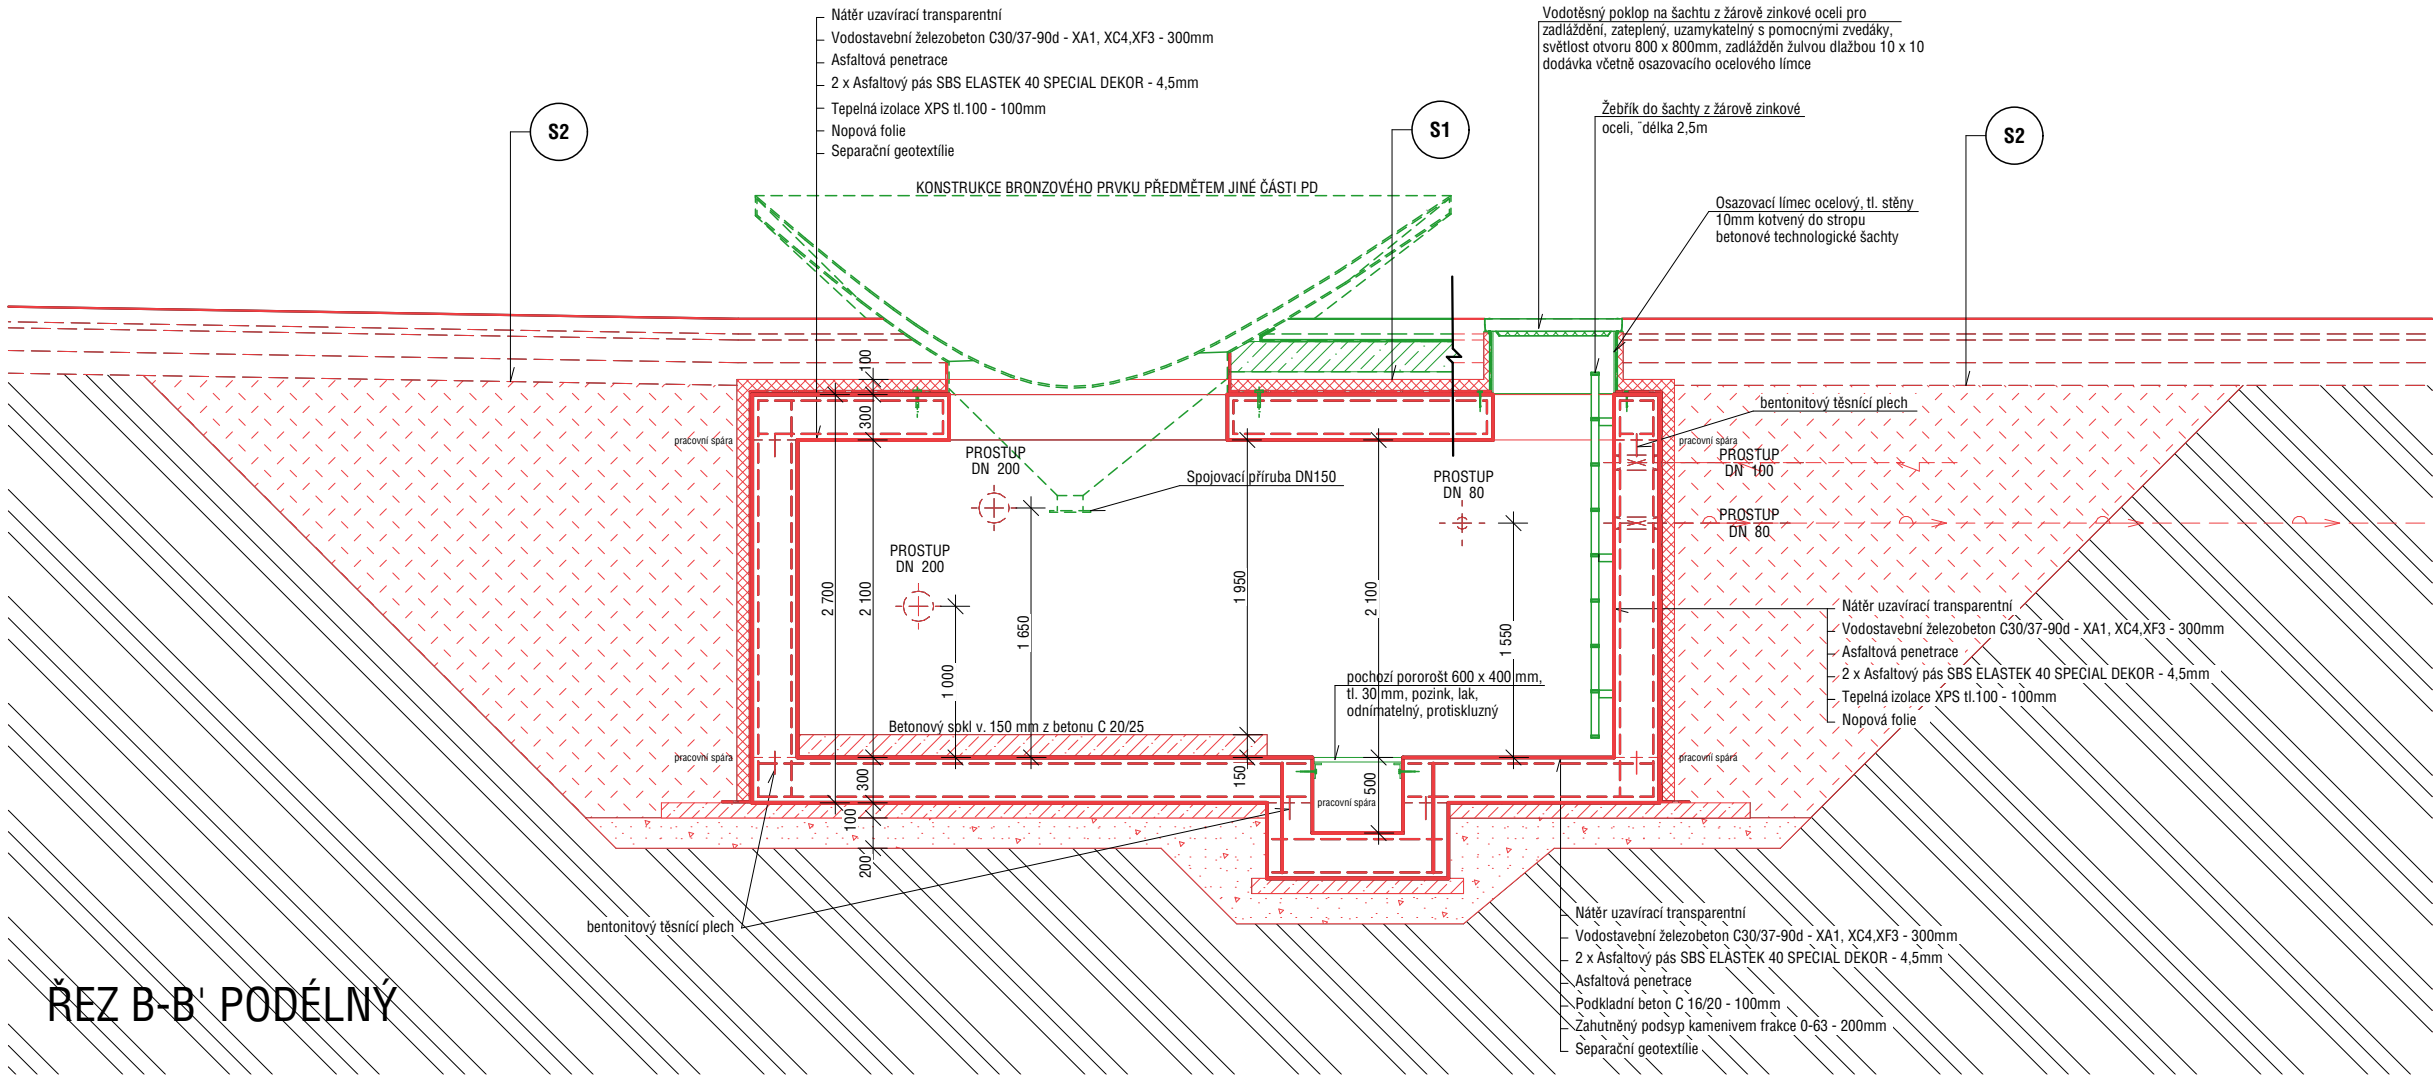 Nátěr uzavírací transparentní
Vodostavební železobeton C30/37-90d - XA1, XC4,XF3 - 300mm
Asfaltová penetrace
2 x Asfaltový pás SBS ELASTEK 40 SPECIAL DEKOR - 4,5mm
Tepelná izolace XPS tl.100 - 100mm
Nopová folie
Separační geotextílie
Vodotěsný poklop na šachtu z žárově zinkové oceli pro
zadláždění, zateplený, uzamykatelný s pomocnými zvedáky,
světlost otvoru 800 x 800mm, zadlážděn žulvou dlažbou 10 x 10
dodávka včetně osazovacího ocelového límce
Žebřík do šachty z žárově zinkové
oceli, ¨délka 2,5m
S2
S1
S2
KONSTRUKCE BRONZOVÉHO PRVKU PŘEDMĚTEM JINÉ ČÁSTI PD
Osazovací límec ocelový, tl. stěny
10mm kotvený do stropu
betonové technologické šachty
100
300
bentonitový těsnící plech
pracovní spára
pracovní spára
PROSTUP
DN 200
PROSTUP
DN 100
Spojovací příruba DN150
PROSTUP
DN 80
PROSTUP
DN 80
PROSTUP
DN 200
2 700
2 100
1 000
1 650
1 950
2 100
1 550
Nátěr uzavírací transparentní
Vodostavební železobeton C30/37-90d - XA1, XC4,XF3 - 300mm
Asfaltová penetrace
2 x Asfaltový pás SBS ELASTEK 40 SPECIAL DEKOR - 4,5mm
Tepelná izolace XPS tl.100 - 100mm
Nopová folie
pochozí pororošt 600 x 400 mm,
tl. 30 mm, pozink, lak,
odnímatelný, protiskluzný
Betonový sokl v. 150 mm z betonu C 20/25
pracovní spára
pracovní spára
300
150
500
pracovní spára
100
200
bentonitový těsnící plech
Nátěr uzavírací transparentní
Vodostavební železobeton C30/37-90d - XA1, XC4,XF3 - 300mm
2 x Asfaltový pás SBS ELASTEK 40 SPECIAL DEKOR - 4,5mm
Asfaltová penetrace
Podkladní beton C 16/20 - 100mm
Zahutněný podsyp kamenivem frakce 0-63 - 200mm
Separační geotextílie
ŘEZ B-B' PODÉLNÝ